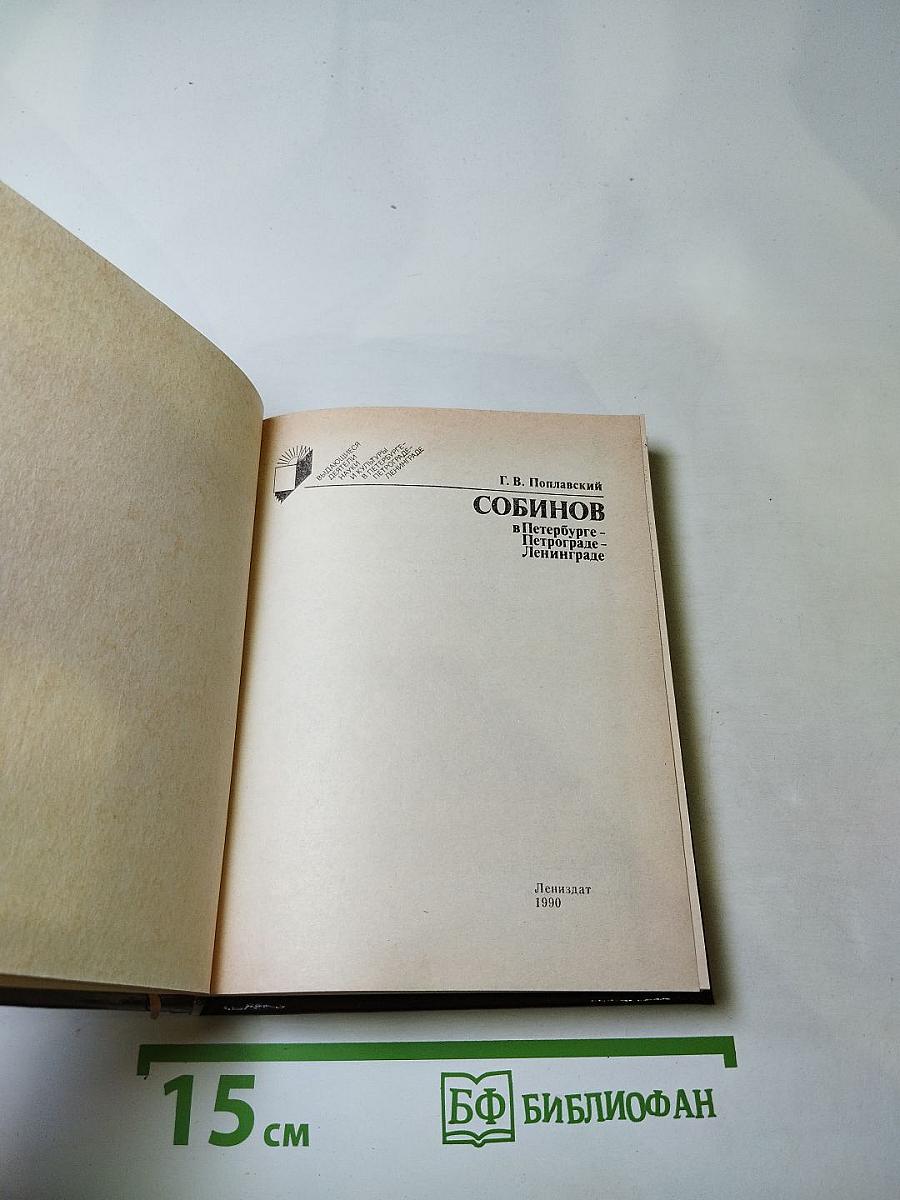 ВЫДАЮЩИЕСЯ
ДЕЯТЕЛИ
НАУКИ
И КУЛЬТУРЫ
В ПЕТЕРБУРГЕ–
ПЕТРОГРАДЕ–
ЛЕНИНГРАДЕ
Г. В. Поплавский
СОБИНОВ
в Петербурге –
Петрограде –
Ленинграде
Лениздат
1990
15 см
БФ БИБЛИОФАН